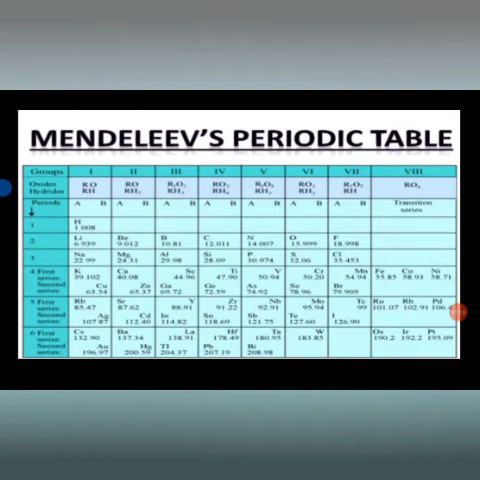 MENDELEEV'S PERIODIC TABLE
Groups I II III IV V VI VII VIII
Oxodes RO RO R₂O₃ RO₂ R₂O₅ RO₃ R₂O₇ RO₄
Hydrides RH RH₂ RH₃ RH₄ RH₃ RH₂ RH
Periods A B A B A B A B A B A B A B Transition
series
1 H
1.008
2 Li Be B C N O F
6.939 9.012 10.81 12.011 14.007 15.999 18.998
3 Na Mg Al Si P S Cl
22.99 24.31 29.98 28.09 30.974 32.06 35.453
4 First K Ca Sc Ti V Cr Mn Fe Co Ni
series: 39.102 40.08 44.96 47.90 50.94 50.20 54.94 55.85 58.93 58.71
Second Cu Zn Ga Ge As Se Br
series: 63.54 65.37 69.72 72.59 74.92 78.96 79.909
5 First Rb Sr Y Zr Nb Mo Tc Ru Rh Pd
series: 85.47 87.62 88.91 91.22 92.91 95.94 99 101.07 102.91 106.4
Second Ag Cd In Sn Sb Te I
series: 107.87 112.40 114.82 118.69 121.75 127.60 126.90
6 First Cs Ba La Hf Ta W Os Ir Pt
series: 132.90 137.34 138.91 178.49 180.95 183.85 190.2 192.2 195.09
Second Au Hg Tl Pb Bi
series: 196.97 200.59 204.37 207.19 208.98